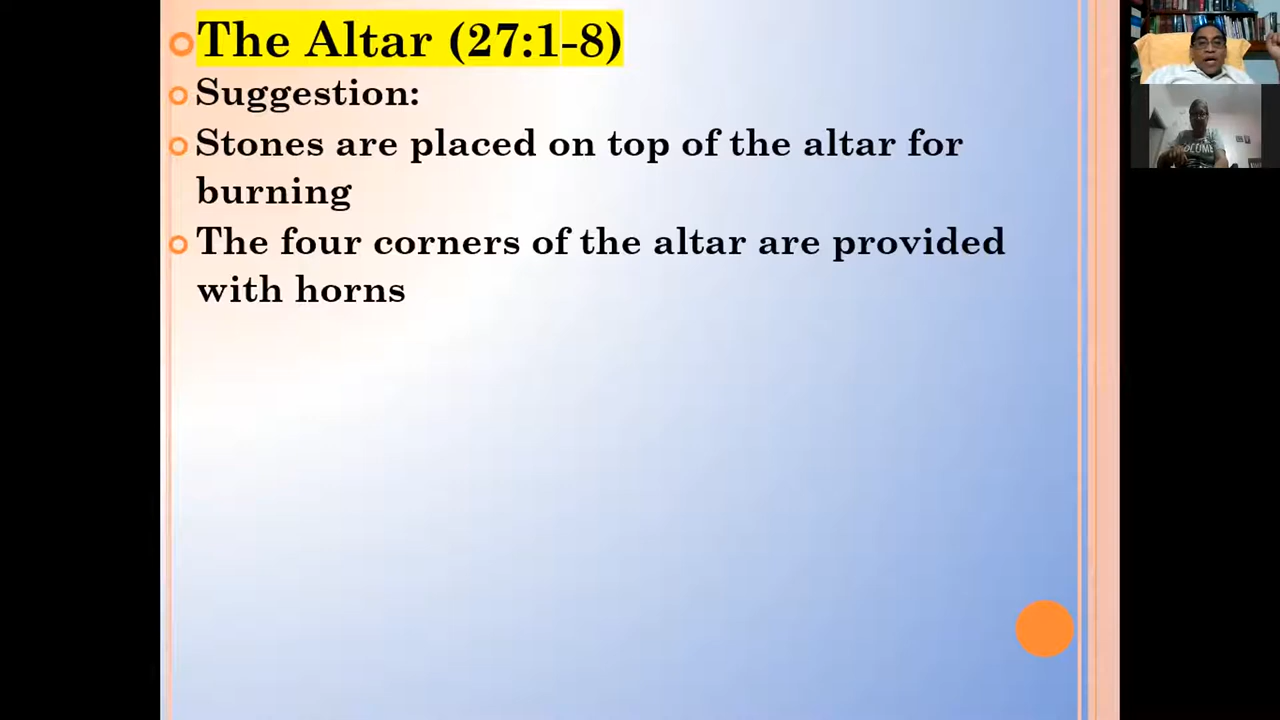 The Altar (27:1-8)
Suggestion:
Stones are placed on top of the altar for
burning
The four corners of the altar are provided
with horns